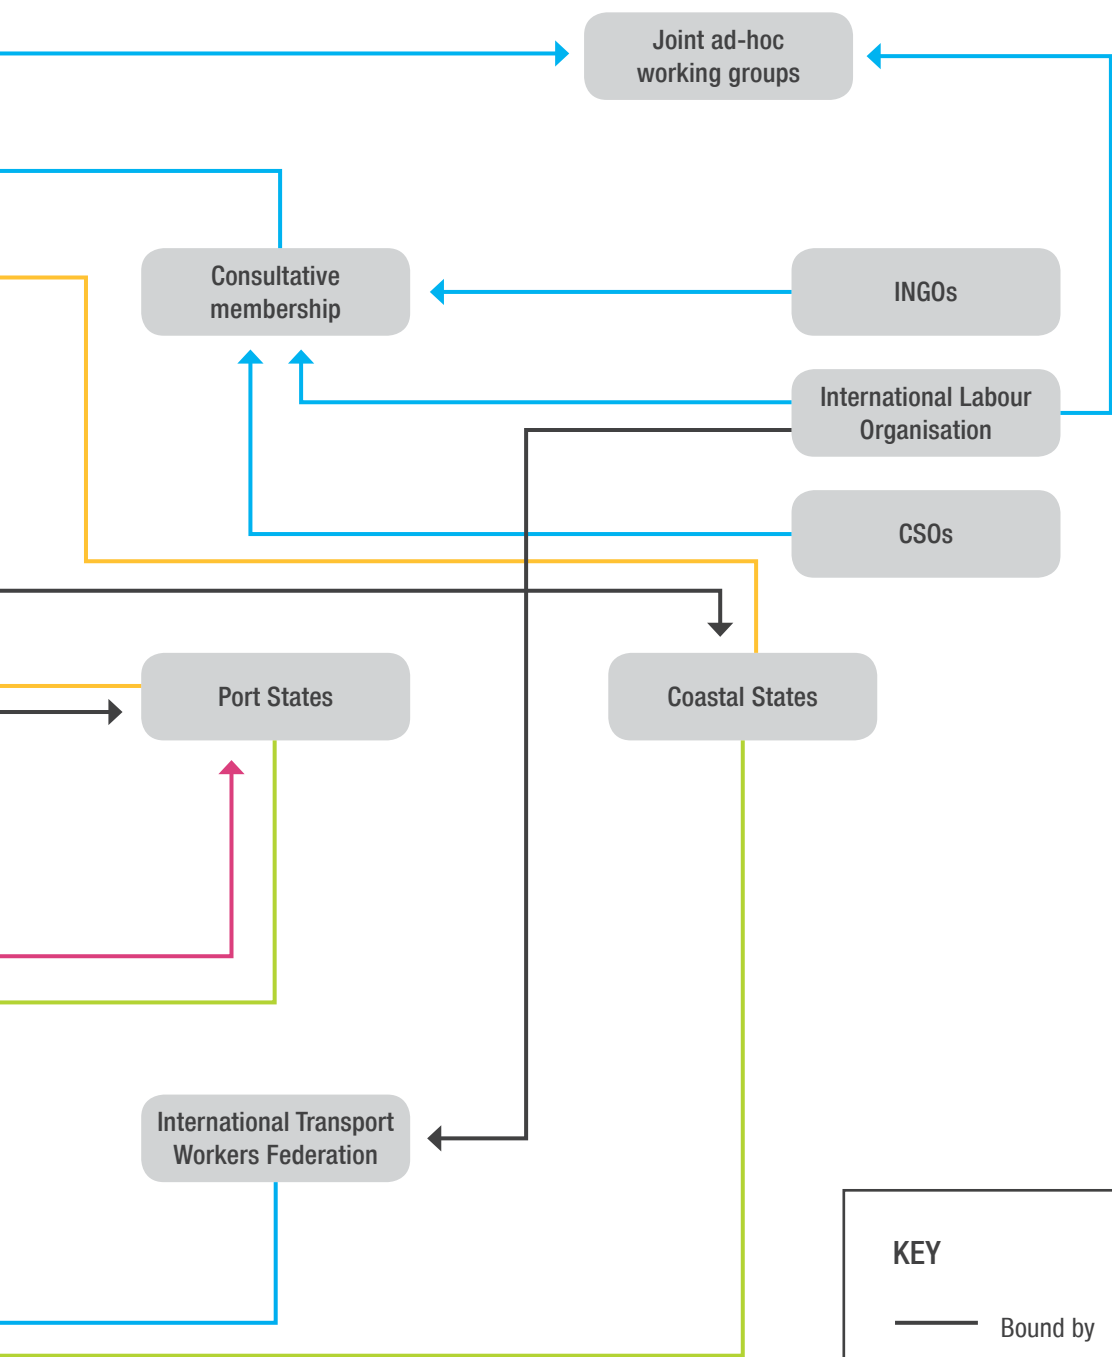 Joint ad-hoc
working groups
Consultative
membership
INGOs
International Labour
Organisation
CSOs
Port States
Coastal States
International Transport
Workers Federation
KEY
Bound by